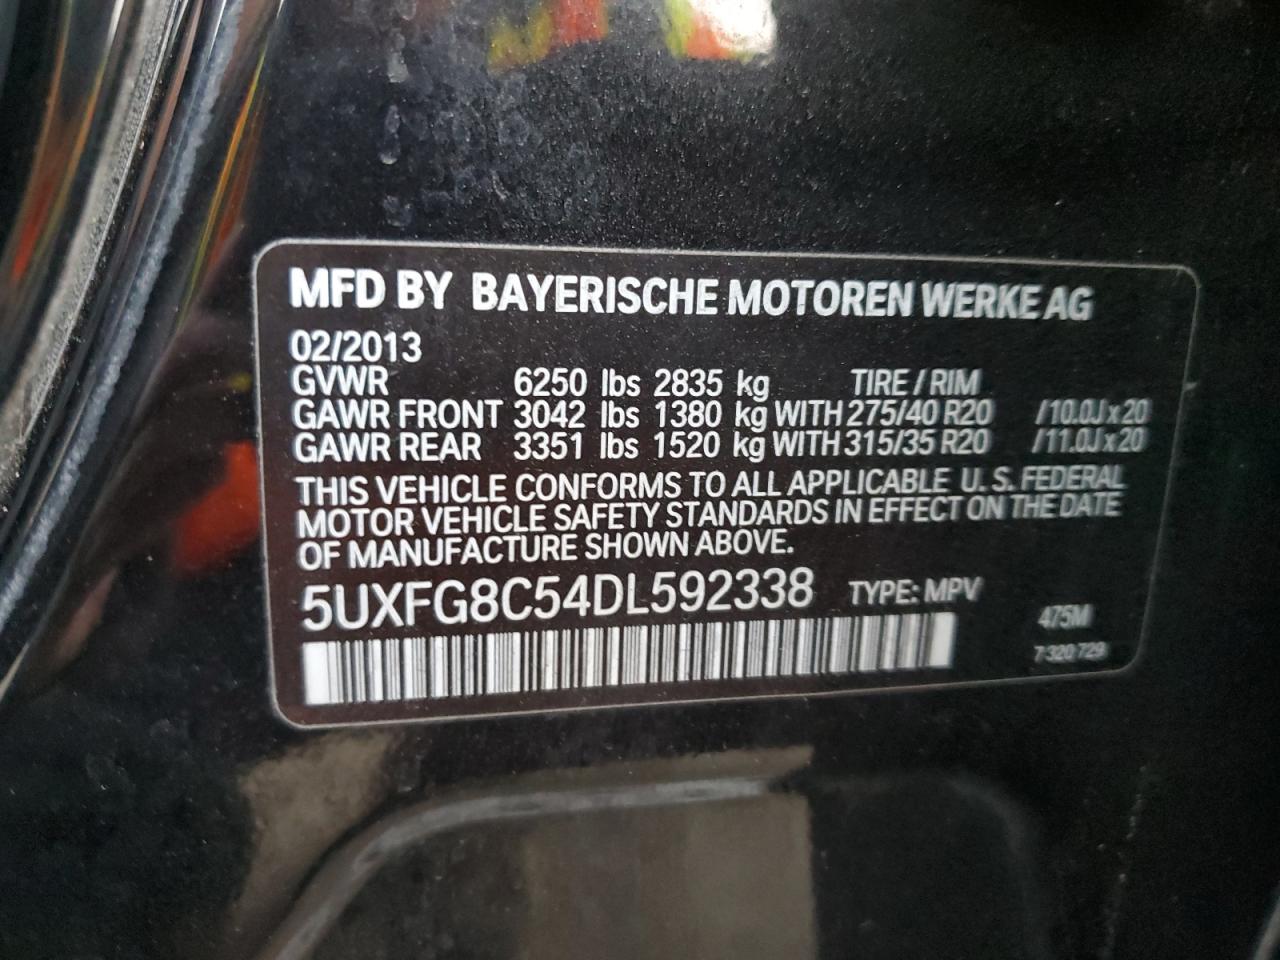 MFD BY BAYERISCHE MOTOREN WERKE AG
02/2013
GVWR 6250 lbs 2835 kg TIRE / RIM
GAWR FRONT 3042 lbs 1380 kg WITH 275/40 R20 /10.0J x 20
GAWR REAR 3351 lbs 1520 kg WITH 315/35 R20 /11.0J x 20
THIS VEHICLE CONFORMS TO ALL APPLICABLE U.S. FEDERAL
MOTOR VEHICLE SAFETY STANDARDS IN EFFECT ON THE DATE
OF MANUFACTURE SHOWN ABOVE.
5UXFG8C54DL592338 TYPE: MPV
475M
7 320 729